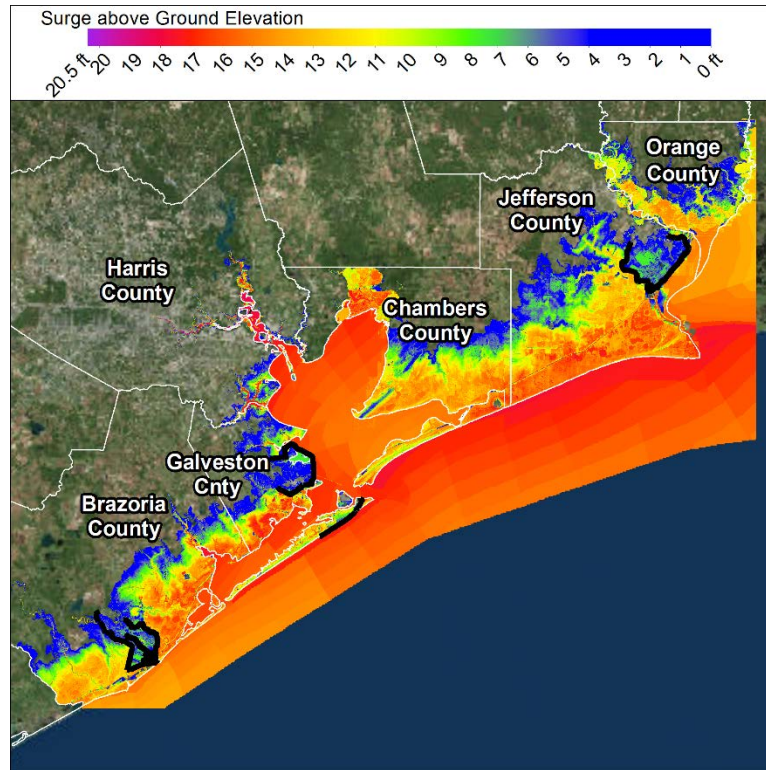 Surge above Ground Elevation
20.5 ft 20 19 18 17 16 15 14 13 12 11 10 9 8 7 6 5 4 3 2 1 0 ft
Orange
County
Jefferson
County
Harris
County
Chambers
County
Galveston
Cnty
Brazoria
County